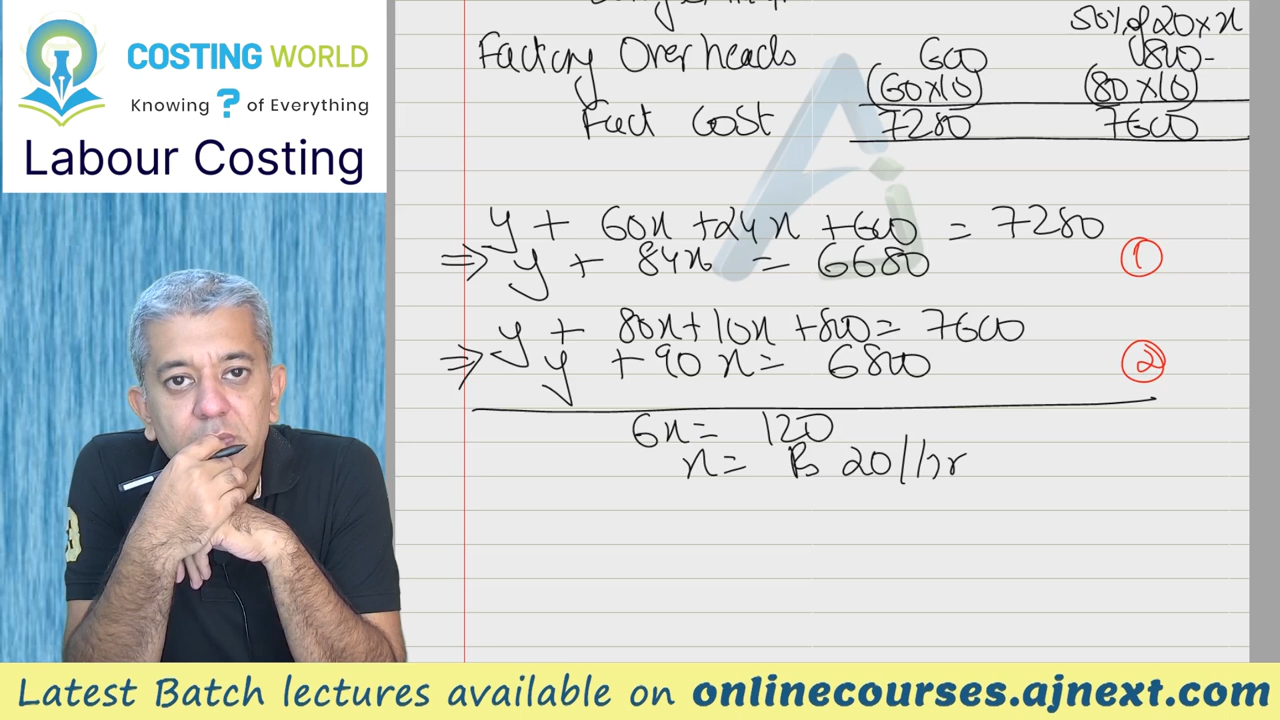 COSTING WORLD
Knowing ? of Everything
Labour Costing
50% of 20 × x
Factory Overheads 600 800
(60×10) (80×10)
Fact Cost 7280 7600
y + 60x + 24x + 600 = 7280
⇒ y + 84x = 6680 ①
y + 80x + 10x + 800 = 7600
⇒ y + 90x = 6800 ②
6x = 120
x = Rs 20/hr
Latest Batch lectures available on onlinecourses.ajnext.com